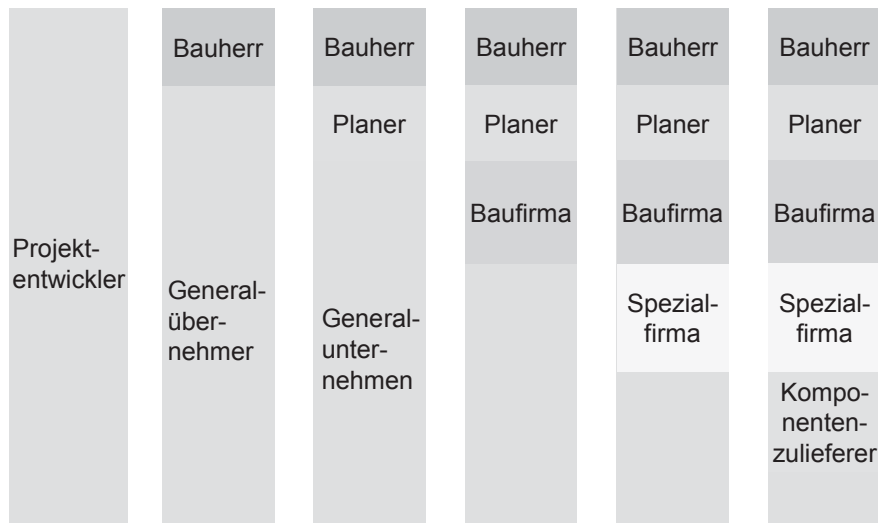 Projekt-
entwickler
Bauherr
General-
über-
nehmer
Bauherr
Planer
General-
unter-
nehmen
Bauherr
Planer
Baufirma
Bauherr
Planer
Baufirma
Spezial-
firma
Bauherr
Planer
Baufirma
Spezial-
firma
Kompo-
nenten-
zulieferer